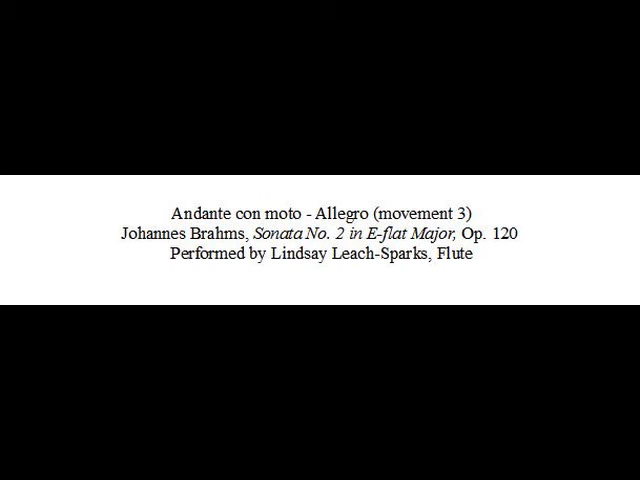 Andante con moto - Allegro (movement 3)
Johannes Brahms, Sonata No. 2 in E-flat Major, Op. 120
Performed by Lindsay Leach-Sparks, Flute